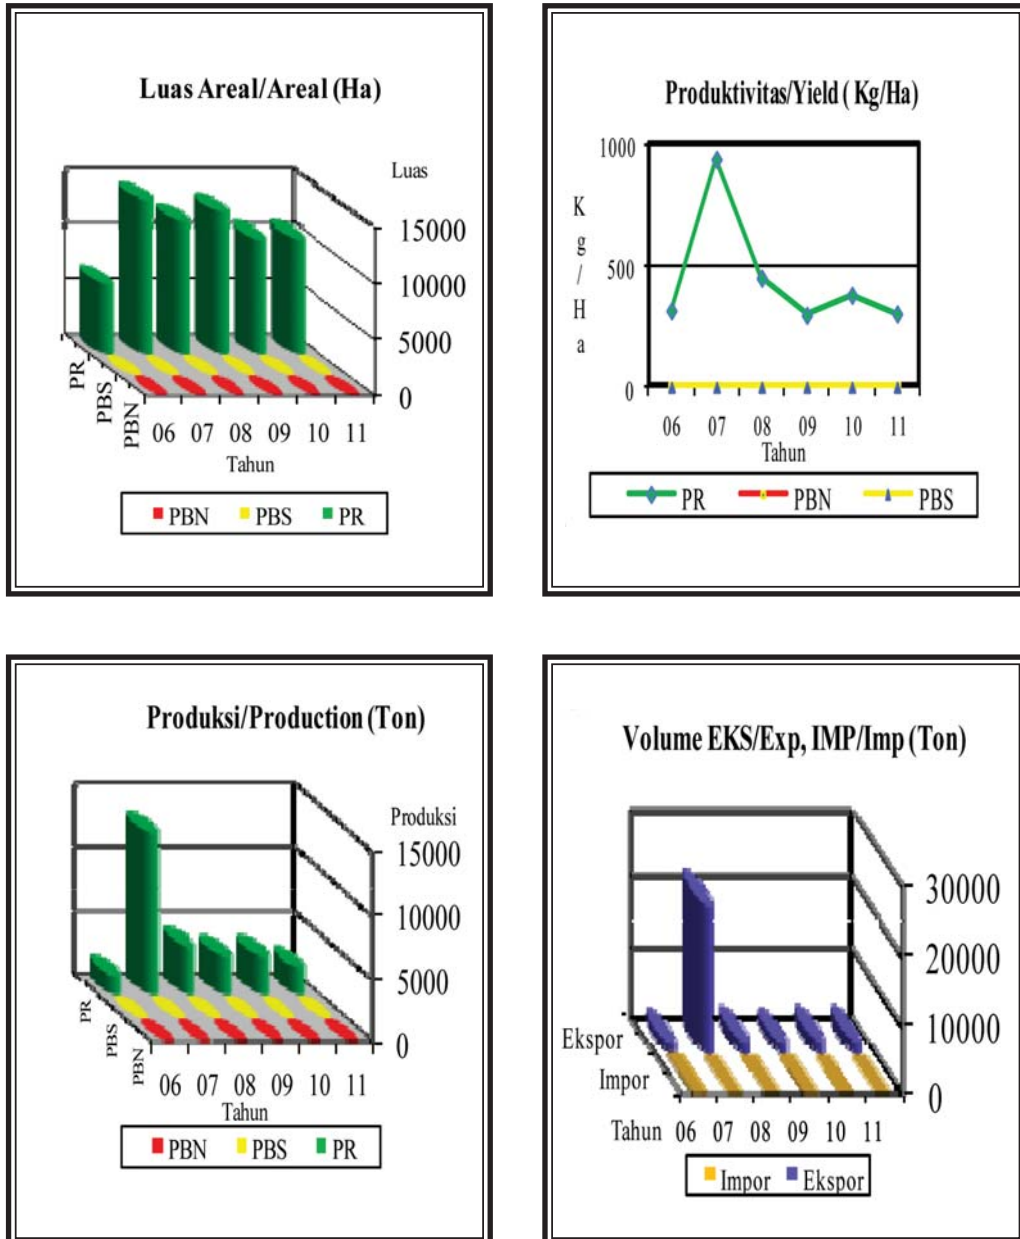 Luas Areal/Areal (Ha)
Luas
15000
10000
5000
0
PR
PBS
PBN
06 07 08 09 10 11
Tahun
PBN PBS PR
Produktivitas/Yield ( Kg/Ha)
1000
500
0
K
g
/
H
a
06 07 08 09 10 11
Tahun
PR PBN PBS
Produksi/Production (Ton)
Produksi
15000
10000
5000
0
PR
PBS
PBN
06 07 08 09 10 11
Tahun
PBN PBS PR
Volume EKS/Exp, IMP/Imp (Ton)
30000
20000
10000
0
Ekspor
Impor
Tahun 06 07 08 09 10 11
Impor Ekspor